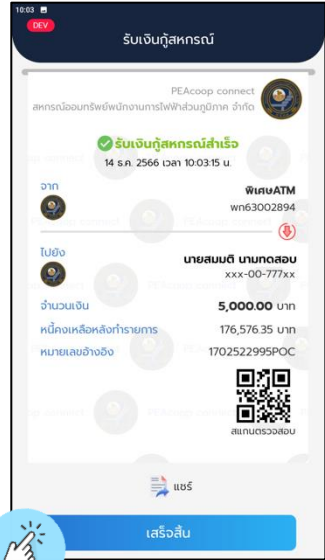 10:03
DEV
รับเงินกู้สหกรณ์
PEAcoop connect
สหกรณ์ออมทรัพย์พนักงานการไฟฟ้าส่วนภูมิภาค จำกัด
รับเงินกู้สหกรณ์สำเร็จ
14 ธ.ค. 2566 เวลา 10:03:15 น.
จาก
พิเศษATM
พก63002894
ไปยัง
นายสมมติ นามทดสอบ
xxx-00-777xx
จำนวนเงิน 5,000.00 บาท
หนี้คงเหลือหลังทำรายการ 176,576.35 บาท
หมายเลขอ้างอิง 1702522995POC
สแกนตรวจสอบ
แชร์
เสร็จสิ้น